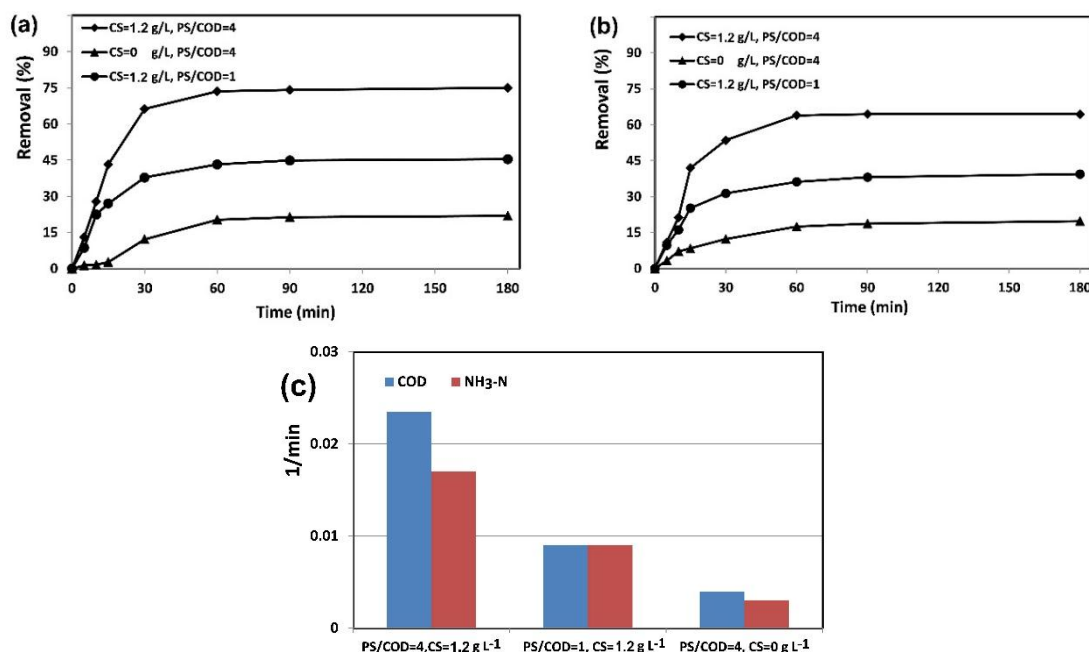 (a)
CS=1.2 g/L, PS/COD=4
CS=0 g/L, PS/COD=4
CS=1.2 g/L, PS/COD=1
Removal (%)
90
75
60
45
30
15
0
0 30 60 90 120 150 180
Time (min)
(b)
CS=1.2 g/L, PS/COD=4
CS=0 g/L, PS/COD=4
CS=1.2 g/L, PS/COD=1
Removal (%)
90
75
60
45
30
15
0
0 30 60 90 120 150 180
Time (min)
(c)
COD NH3-N
1/min
0.03
0.02
0.01
0
PS/COD=4,CS=1.2 g L-1 PS/COD=1, CS=1.2 g L-1 PS/COD=4, CS=0 g L-1